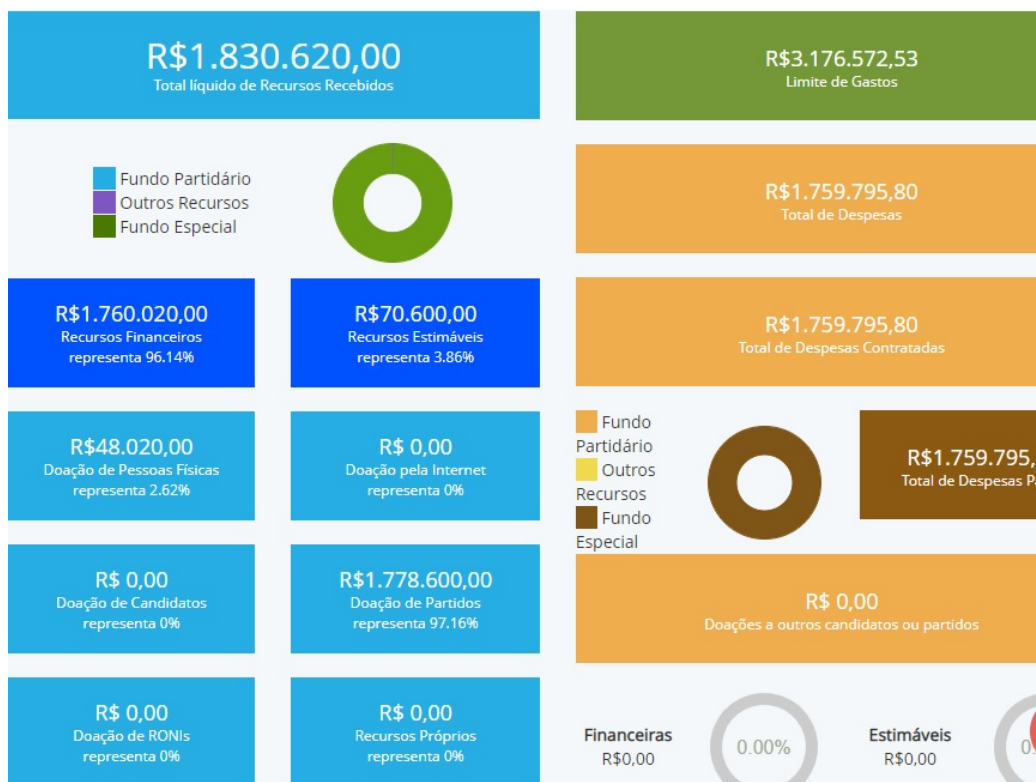 R$1.830.620,00
Total líquido de Recursos Recebidos
Fundo Partidário
Outros Recursos
Fundo Especial
R$1.760.020,00
Recursos Financeiros
representa 96.14%
R$70.600,00
Recursos Estimáveis
representa 3.86%
R$48.020,00
Doação de Pessoas Físicas
representa 2.62%
R$ 0,00
Doação pela Internet
representa 0%
R$ 0,00
Doação de Candidatos
representa 0%
R$1.778.600,00
Doação de Partidos
representa 97.16%
R$ 0,00
Doação de RONIs
representa 0%
R$ 0,00
Recursos Próprios
representa 0%
R$3.176.572,53
Limite de Gastos
R$1.759.795,80
Total de Despesas
R$1.759.795,80
Total de Despesas Contratadas
Fundo
Partidário
Outros
Recursos
Fundo
Especial
R$1.759.795,
Total de Despesas
R$ 0,00
Doações a outros candidatos ou partidos
Financeiras
R$0,00
0.00%
Estimáveis
R$0,00